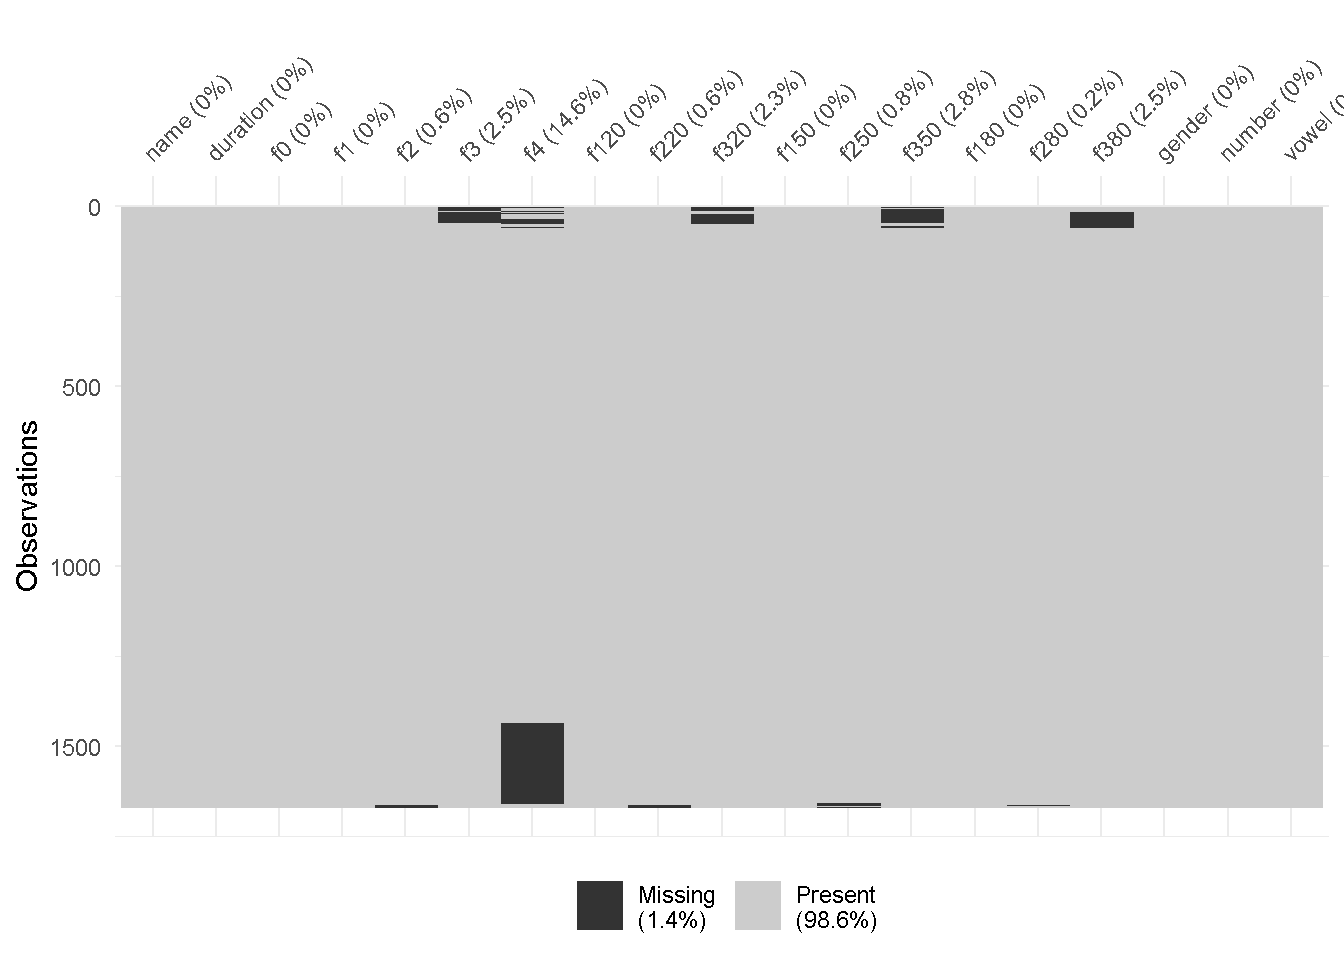 name (0%)
duration (0%)
f0 (0%)
f1 (0%)
f2 (0.6%)
f3 (2.5%)
f4 (14.6%)
f120 (0%)
f220 (0.6%)
f320 (2.3%)
f150 (0%)
f250 (0.8%)
f350 (2.8%)
f180 (0%)
f280 (0.2%)
f380 (2.5%)
gender (0%)
number (0%)
vowel (0
0
500
1000
1500
Observations
Missing
(1.4%)
Present
(98.6%)